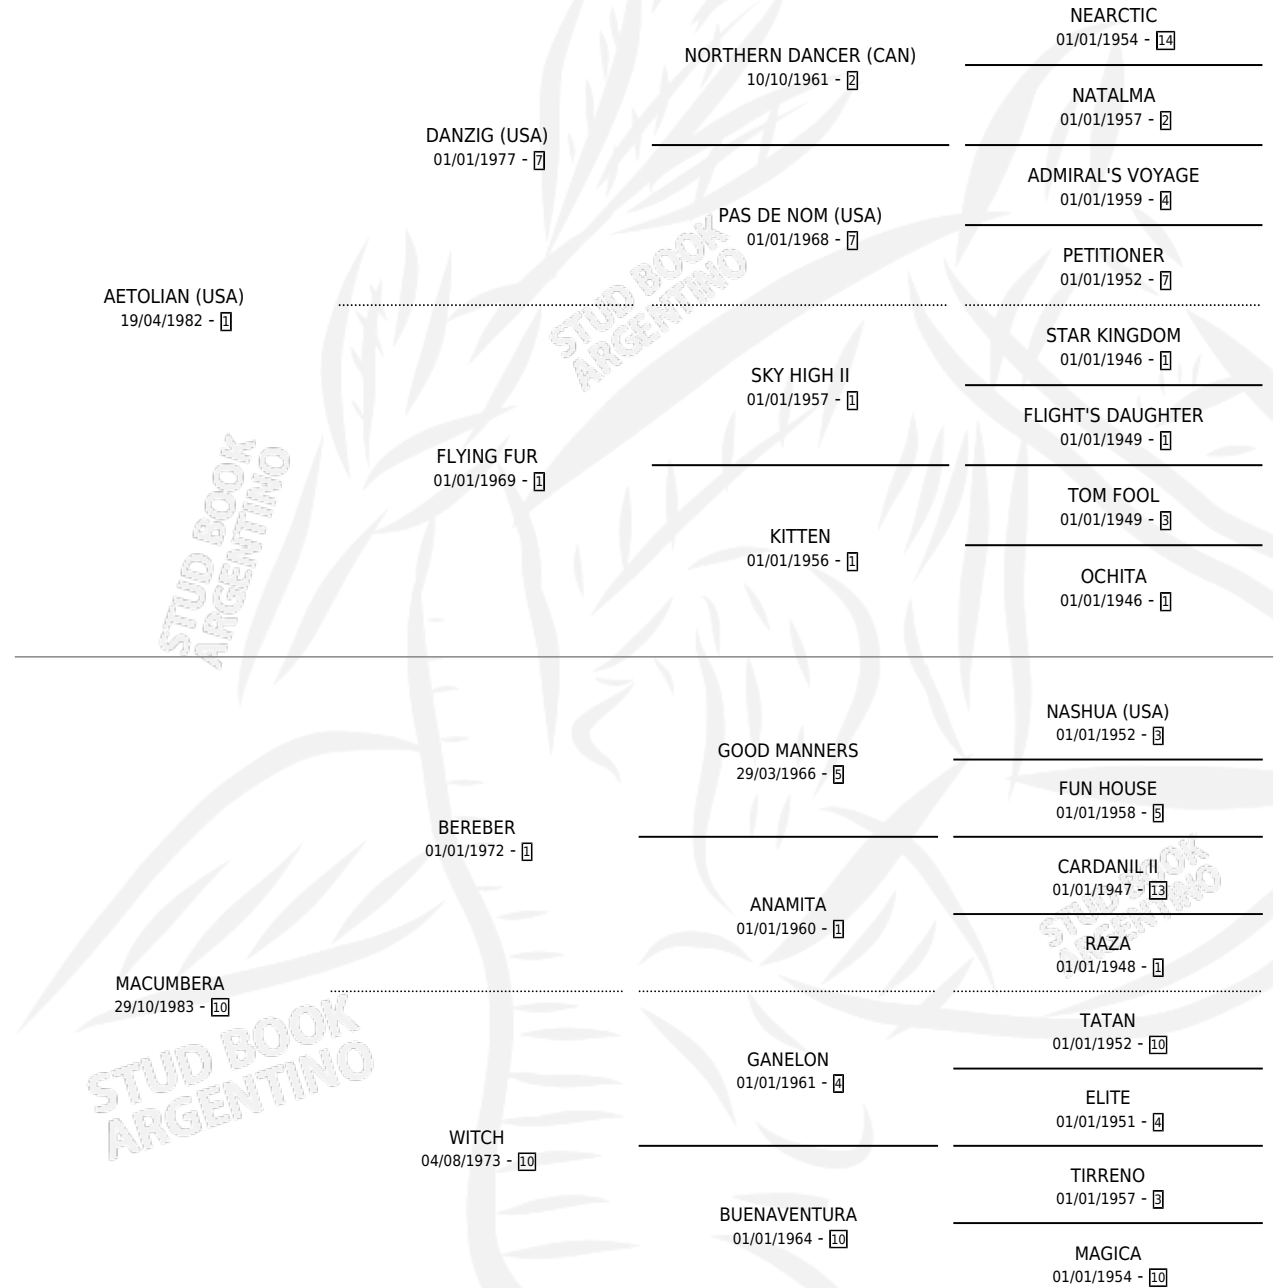 NEARCTIC
01/01/1954 - 14
NORTHERN DANCER (CAN)
10/10/1961 - 2
NATALMA
01/01/1957 - 2
DANZIG (USA)
01/01/1977 - 7
ADMIRAL'S VOYAGE
01/01/1959 - 4
PAS DE NOM (USA)
01/01/1968 - 7
PETITIONER
01/01/1952 - 7
AETOLIAN (USA)
19/04/1982 - 1
STAR KINGDOM
01/01/1946 - 1
SKY HIGH II
01/01/1957 - 1
FLIGHT'S DAUGHTER
01/01/1949 - 1
FLYING FUR
01/01/1969 - 1
TOM FOOL
01/01/1949 - 3
KITTEN
01/01/1956 - 1
OCHITA
01/01/1946 - 1
STUD BOOK
ARGENTINO
STUD BOOK
ARGENTINO
NASHUA (USA)
01/01/1952 - 3
GOOD MANNERS
29/03/1966 - 5
FUN HOUSE
01/01/1958 - 5
BEREBER
01/01/1972 - 1
CARDANIL II
01/01/1947 - 13
ANAMITA
01/01/1960 - 1
RAZA
01/01/1948 - 1
MACUMBERA
29/10/1983 - 10
TATAN
01/01/1952 - 10
GANELON
01/01/1961 - 4
ELITE
01/01/1951 - 4
WITCH
04/08/1973 - 10
TIRRENO
01/01/1957 - 3
BUENAVENTURA
01/01/1964 - 10
MAGICA
01/01/1954 - 10
STUD BOOK
ARGENTINO
STUD BOOK
ARGENTINO